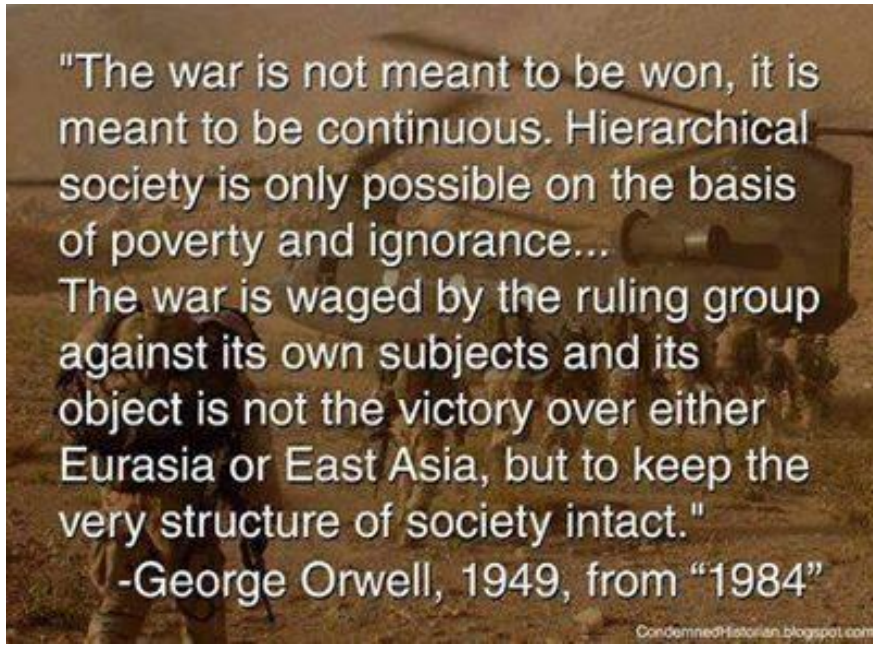 "The war is not meant to be won, it is
meant to be continuous. Hierarchical
society is only possible on the basis
of poverty and ignorance...
The war is waged by the ruling group
against its own subjects and its
object is not the victory over either
Eurasia or East Asia, but to keep the
very structure of society intact."
-George Orwell, 1949, from “1984”
CondemnedHistorian.blogspot.com